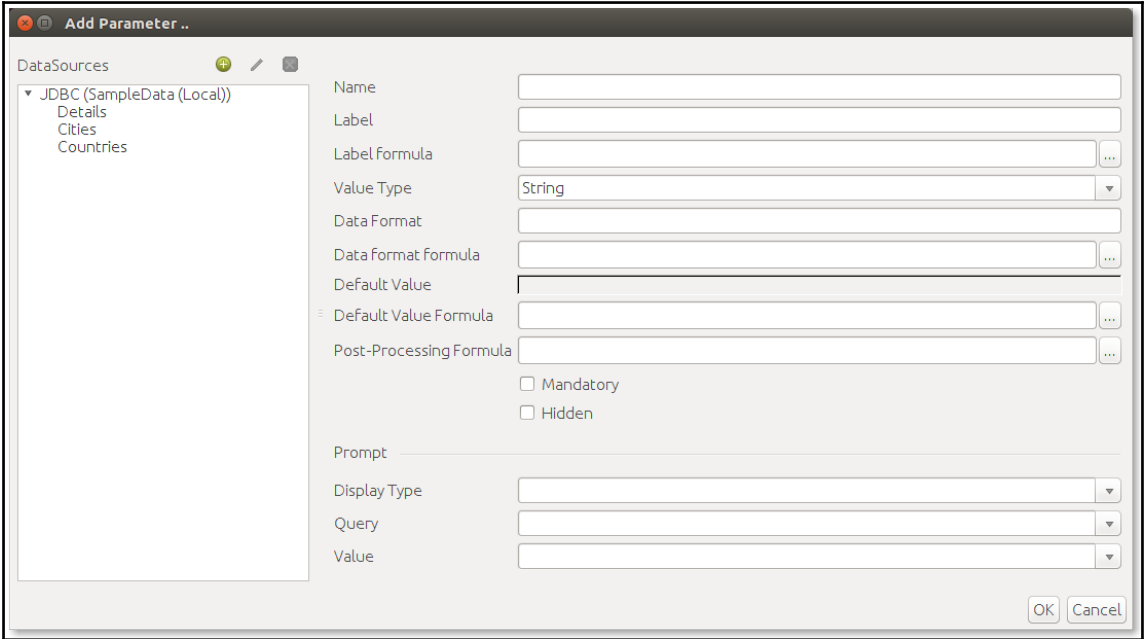 Add Parameter ..
DataSources
JDBC (SampleData (Local))
Details
Cities
Countries
Name
Label
Label formula
...
Value Type
String
Data Format
Data format formula
...
Default Value
Default Value Formula
...
Post-Processing Formula
...
Mandatory
Hidden
Prompt
Display Type
Query
Value
OK
Cancel